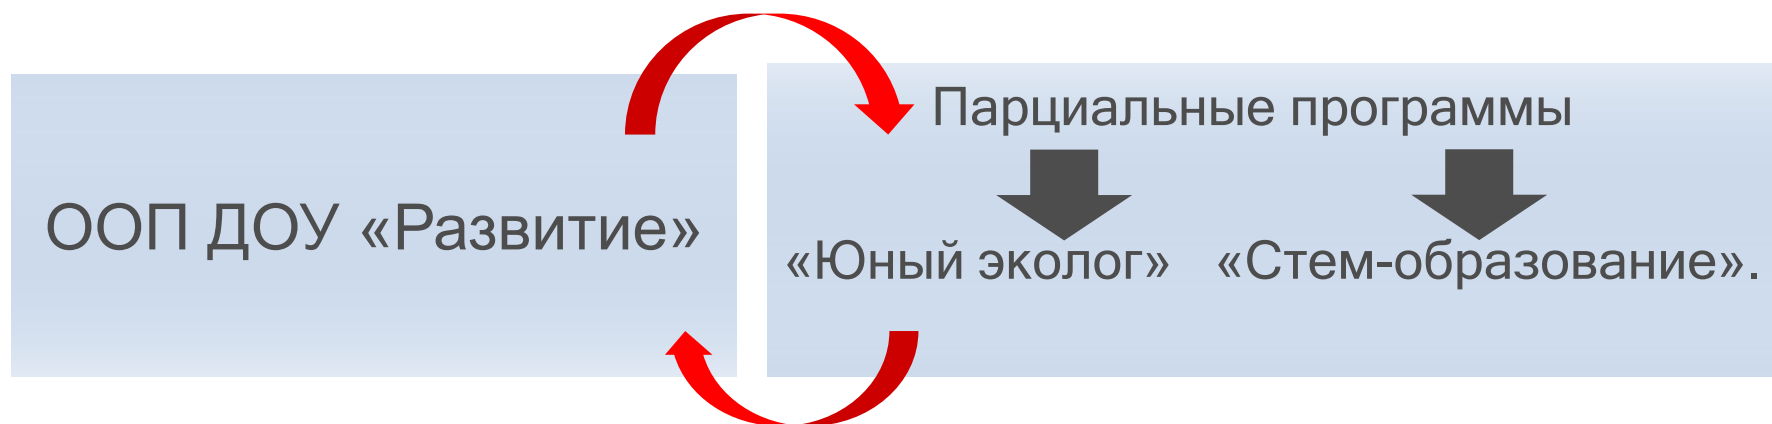 ООП ДОУ «Развитие»
Парциальные программы
«Юный эколог» «Стем-образование».